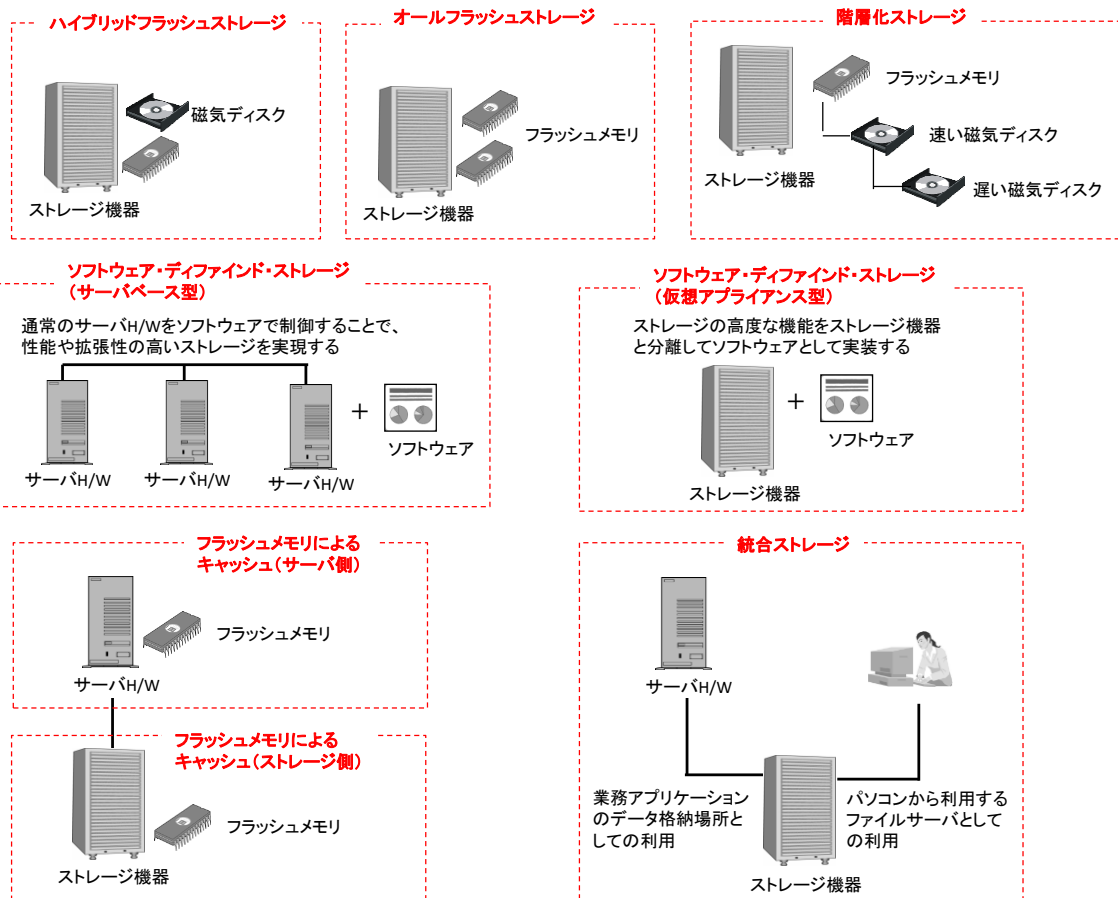 ハイブリッドフラッシュストレージ
磁気ディスク
ストレージ機器
オールフラッシュストレージ
フラッシュメモリ
ストレージ機器
階層化ストレージ
フラッシュメモリ
速い磁気ディスク
遅い磁気ディスク
ストレージ機器
ソフトウェア・ディファインド・ストレージ
(サーバベース型)
通常のサーバH/Wをソフトウェアで制御することで、
性能や拡張性の高いストレージを実現する
+
ソフトウェア
サーバH/W
サーバH/W
サーバH/W
ソフトウェア・ディファインド・ストレージ
(仮想アプライアンス型)
ストレージの高度な機能をストレージ機器
と分離してソフトウェアとして実装する
+
ソフトウェア
ストレージ機器
フラッシュメモリによる
キャッシュ(サーバ側)
フラッシュメモリ
サーバH/W
フラッシュメモリによる
キャッシュ(ストレージ側)
フラッシュメモリ
ストレージ機器
統合ストレージ
サーバH/W
業務アプリケーション
のデータ格納場所と
しての利用
パソコンから利用する
ファイルサーバとして
の利用
ストレージ機器